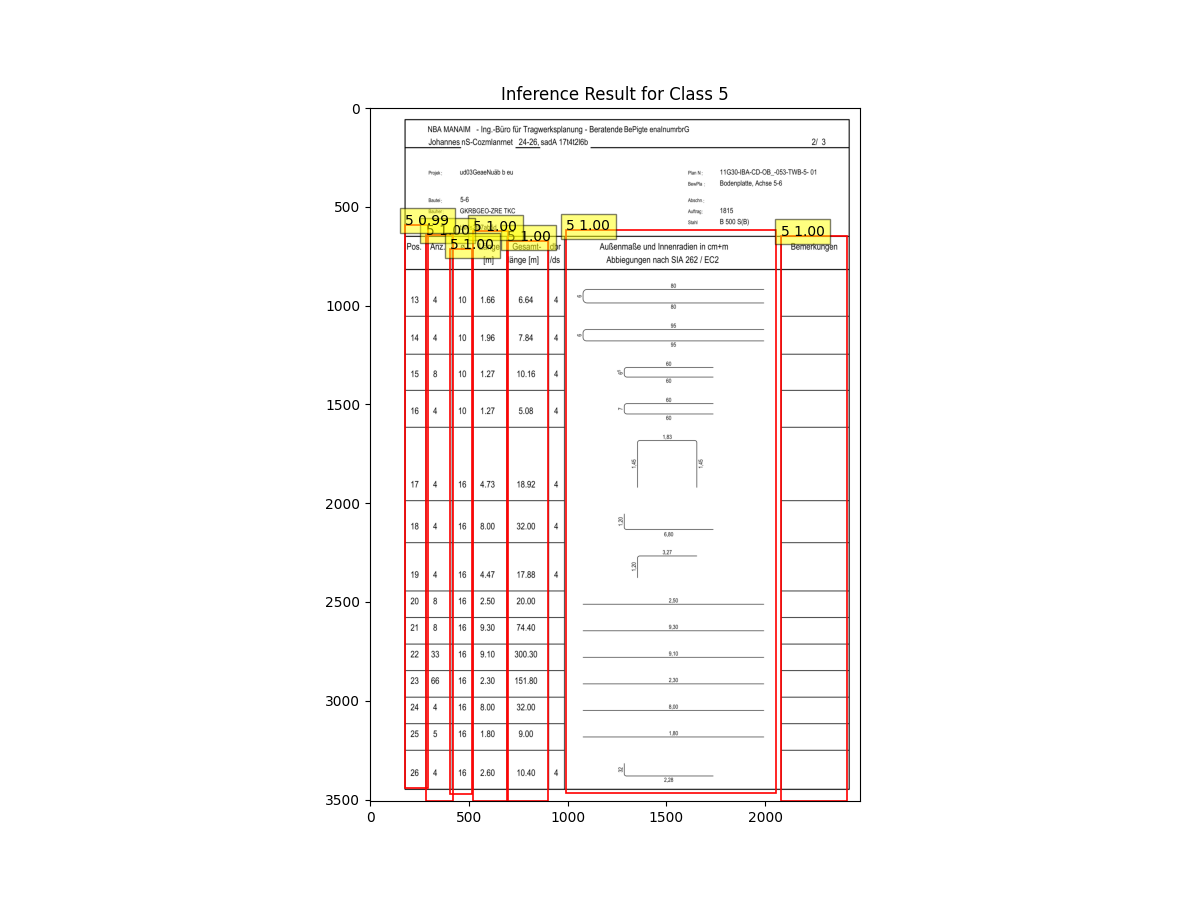 Inference Result for Class 5
0
500
1000
1500
2000
2500
3000
3500
0 500 1000 1500 2000
NBA MANAIM - Ing.-Büro für Tragwerksplanung - Beratende BePigte enalnumrbrG
Johannes nS-Cozmlanrnet 24-26, sadA 17t4t2l6b 2/ 3
Projek: ud03GeaeNuäb b eu Plan N : 11G30-IBA-CD-OB_-053-TWB-5- 01
BewPla : Bodenplatte, Achse 5-6
Bautei: 5-6 Abschn:
GKRBGEO-ZRE TKC Auftrag: 1815
Stahl: B 500 S(B)
5 0.99
5 1.00
5 1.00
5 1.00
5 1.00
5 1.00
5 1.00
Pos. Anz. Gesamt- dbr Außenmaße und Innenradien in cm+m Bemerkungen
[m] länge [m] /ds Abbiegungen nach SIA 262 / EC2
13 4 10 1.66 6.64 4
80
80
14 4 10 1.96 7.84 4
95
95
15 8 10 1.27 10.16 4
60
60
16 4 10 1.27 5.08 4
60
7
60
17 4 16 4.73 18.92 4
1,83
1,45 1,45
18 4 16 8.00 32.00 4
1,20
6,80
19 4 16 4.47 17.88 4
3,27
1,20
20 8 16 2.50 20.00 2,50
21 8 16 9.30 74.40 9,30
22 33 16 9.10 300.30 9,10
23 66 16 2.30 151.80 2,30
24 4 16 8.00 32.00 8,00
25 5 16 1.80 9.00 1,80
26 4 16 2.60 10.40 4
32
2,28